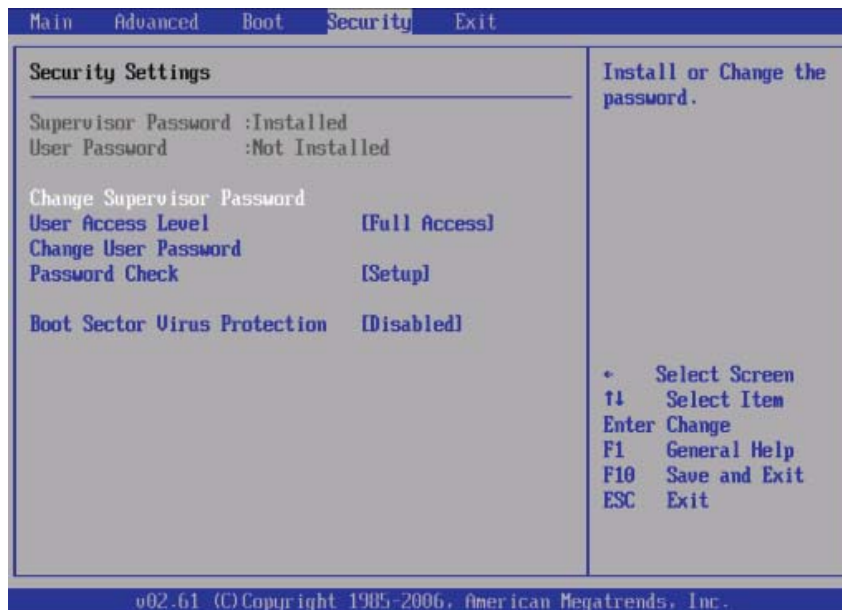 Main Advanced Boot Security Exit
Security Settings
Supervisor Password :Installed
User Password :Not Installed
Change Supervisor Password
User Access Level [Full Access]
Change User Password
Password Check [Setup]
Boot Sector Virus Protection [Disabled]
Install or Change the
password.
← Select Screen
↑↓ Select Item
Enter Change
F1 General Help
F10 Save and Exit
ESC Exit
v02.61 (C)Copyright 1985-2006, American Megatrends, Inc.